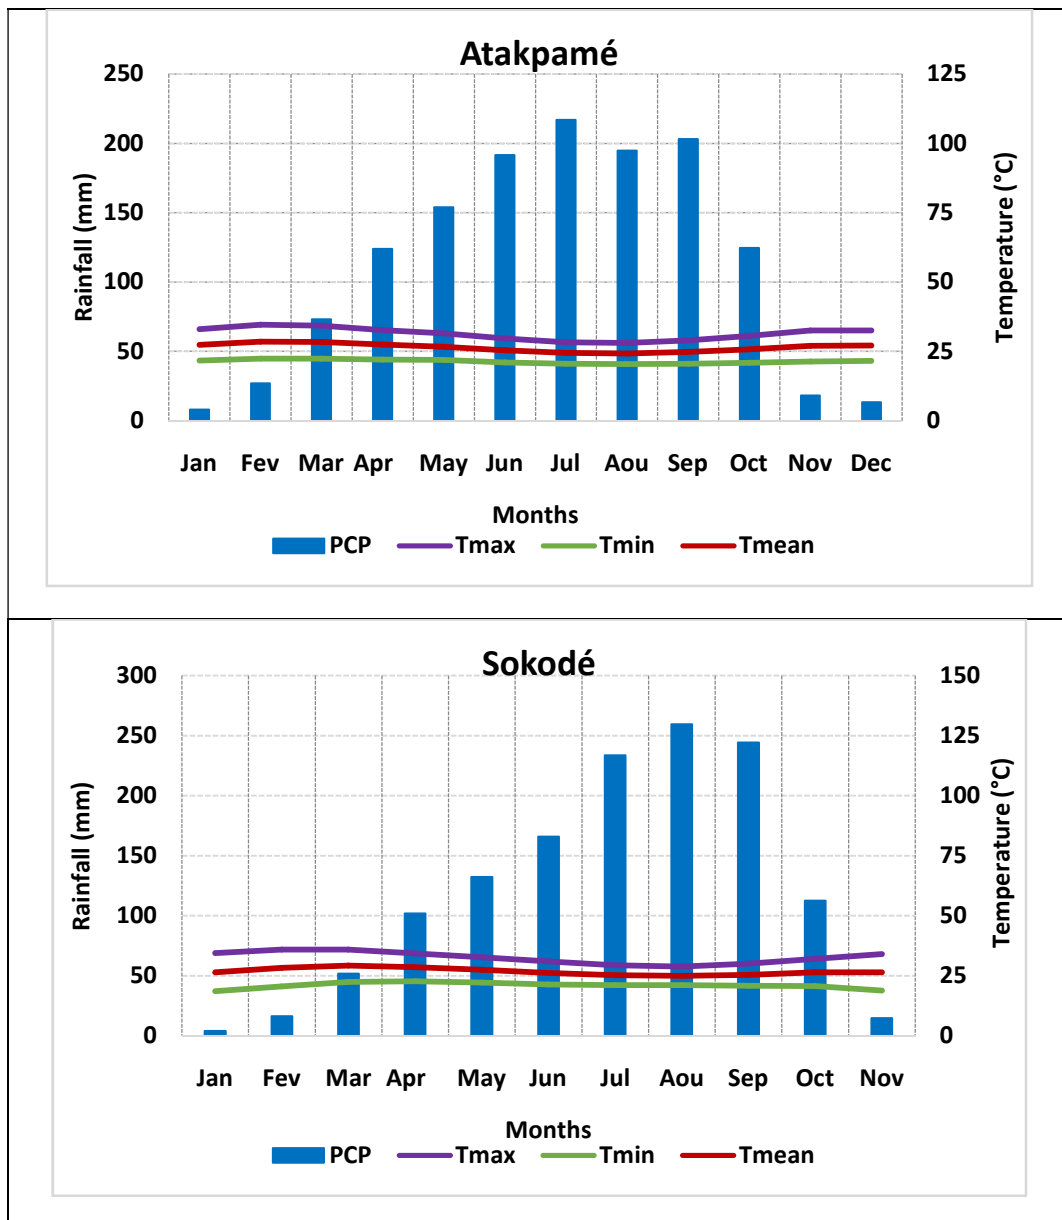 Atakpamé
250
200
150
100
50
0
Rainfall (mm)
125
100
75
50
25
0
Temperature (°C)
Jan Fev Mar Apr May Jun Jul Aou Sep Oct Nov Dec
Months
PCP Tmax Tmin Tmean
Sokodé
300
250
200
150
100
50
0
Rainfall (mm)
150
125
100
75
50
25
0
Temperature (°C)
Jan Fev Mar Apr May Jun Jul Aou Sep Oct Nov
Months
PCP Tmax Tmin Tmean